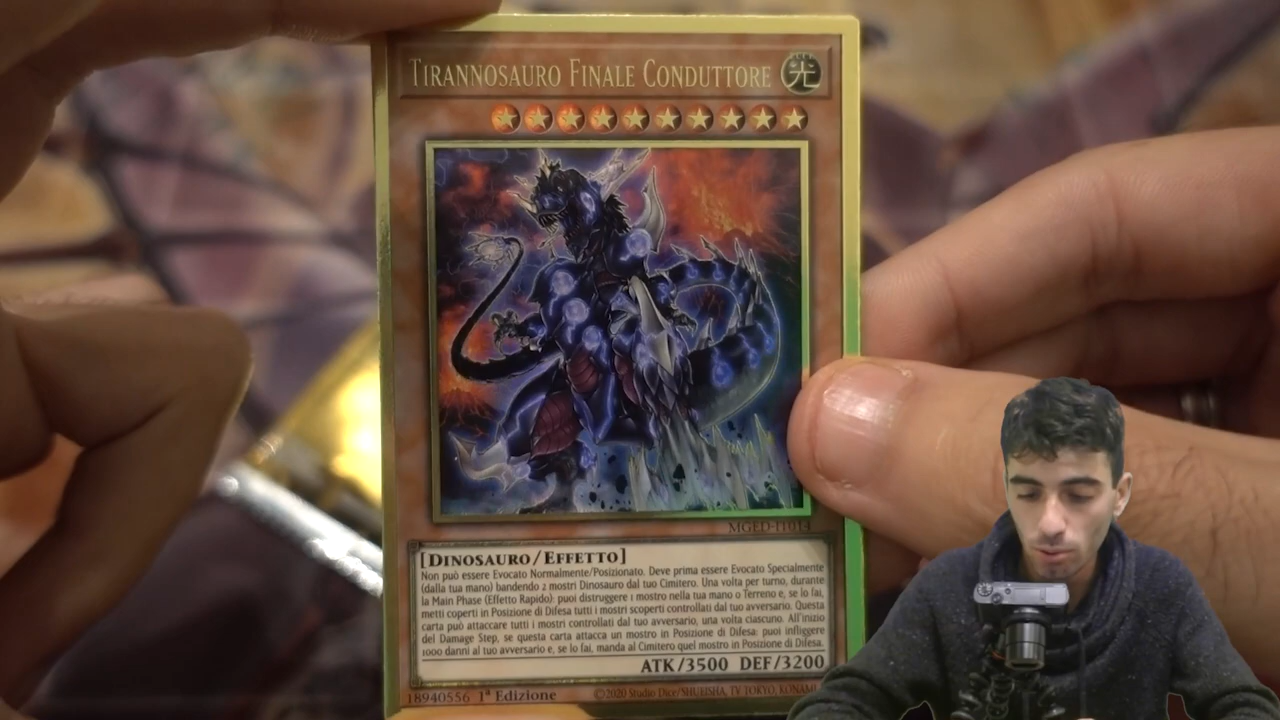 TIRANNOSAURO FINALE CONDUTTORE 光
MGED-IT014
[DINOSAURO/EFFETTO]
Non può essere Evocato Normalmente/Posizionato. Deve prima essere Evocato Specialmente
(dalla tua mano) bandendo 2 mostri Dinosauro dal tuo Cimitero. Una volta per turno, durante
la Main Phase (Effetto Rapido): puoi distruggere 1 mostro nella tua mano o Terreno e, se lo fai,
metti coperti in Posizione di Difesa tutti i mostri scoperti controllati dal tuo avversario. Questa
carta può attaccare tutti i mostri controllati dal tuo avversario, una volta ciascuno. All'inizio
del Damage Step, se questa carta attacca un mostro in Posizione di Difesa: puoi infliggere
1000 danni al tuo avversario e, se lo fai, manda al Cimitero quel mostro in Posizione di Difesa.
ATK/3500 DEF/3200
18940556 1ª Edizione ©2020 Studio Dice/SHUEISHA, TV TOKYO, KONAMI